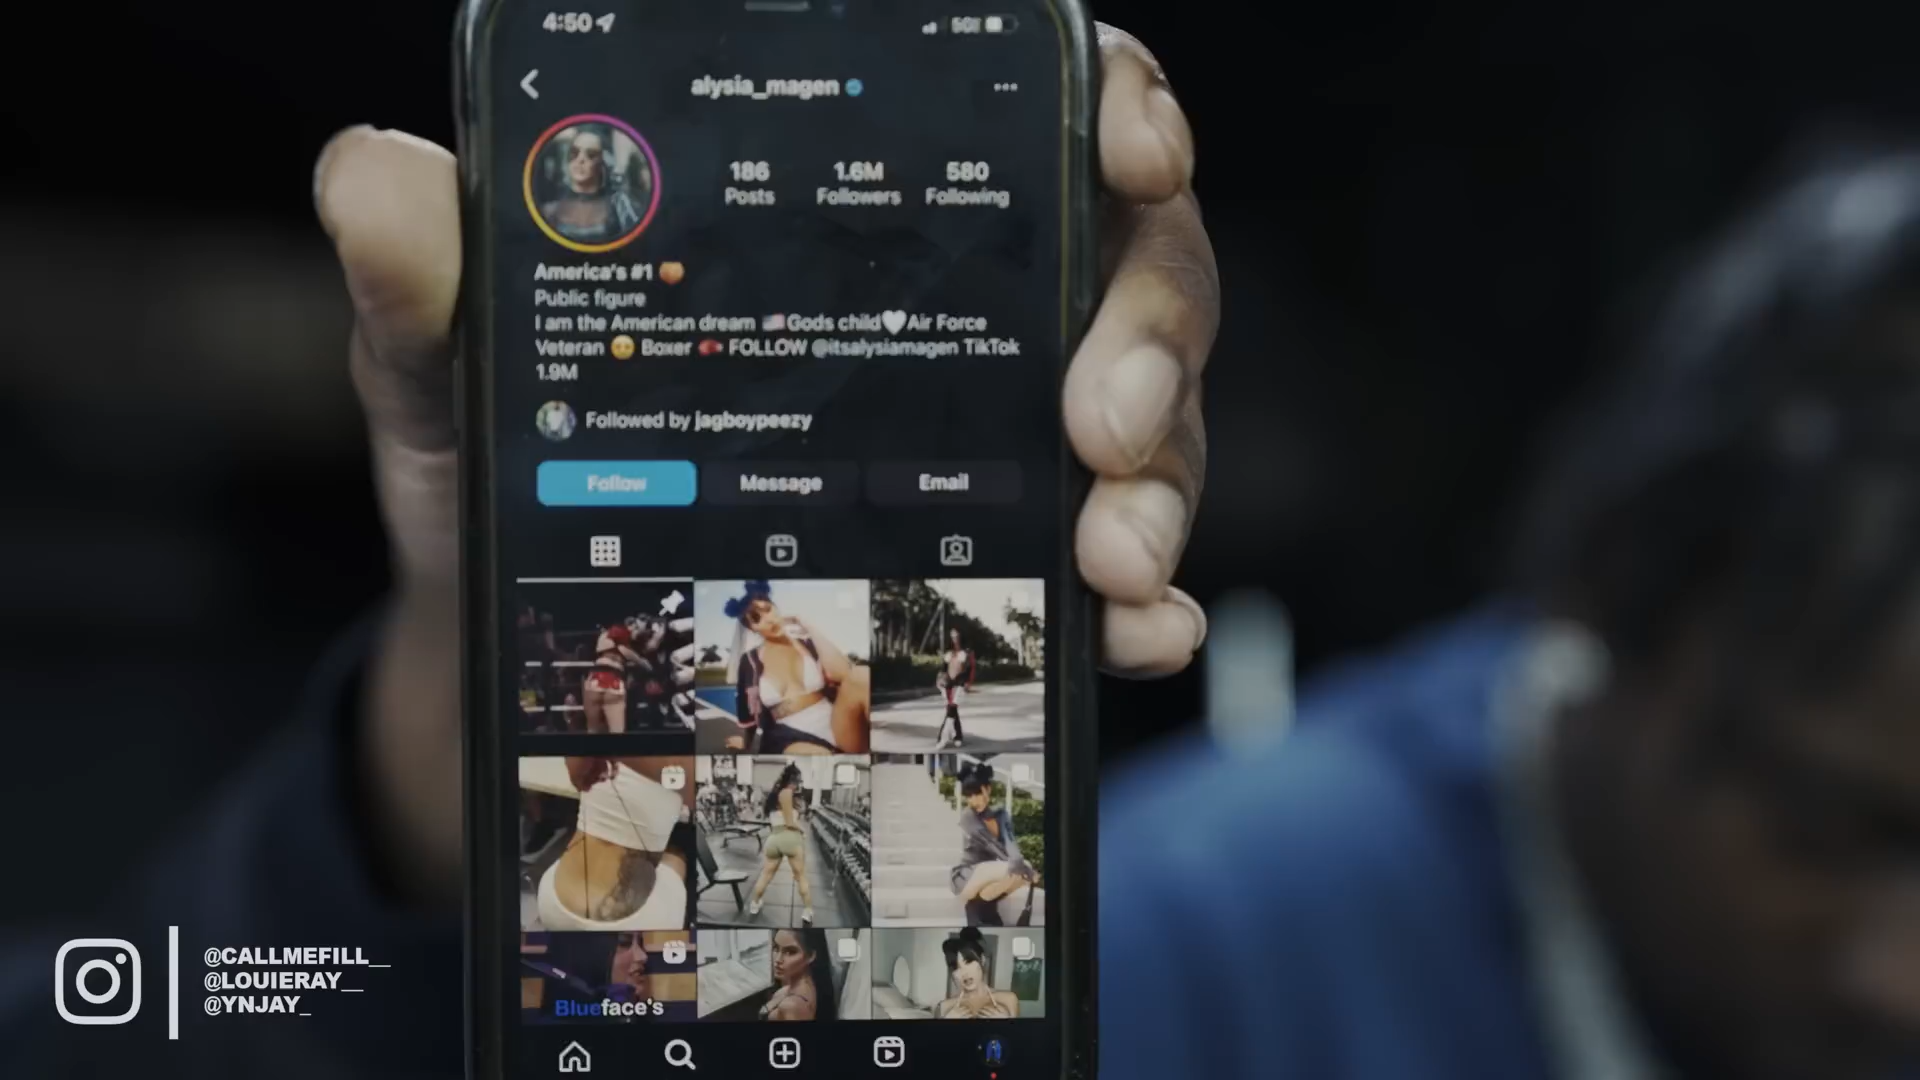 4:50
5GE
alysia_magen
186
Posts
1.6M
Followers
580
Following
America's #1
Public figure
I am the American dream 🇺🇸Gods child🤍Air Force
Veteran 🥺 Boxer 🥊 FOLLOW @itsalysiamagen TikTok
1.9M
Followed by jagboypeezy
Follow
Message
Email
Blueface's
@CALLMEFILL__
@LOUIERAY__
@YNJAY_